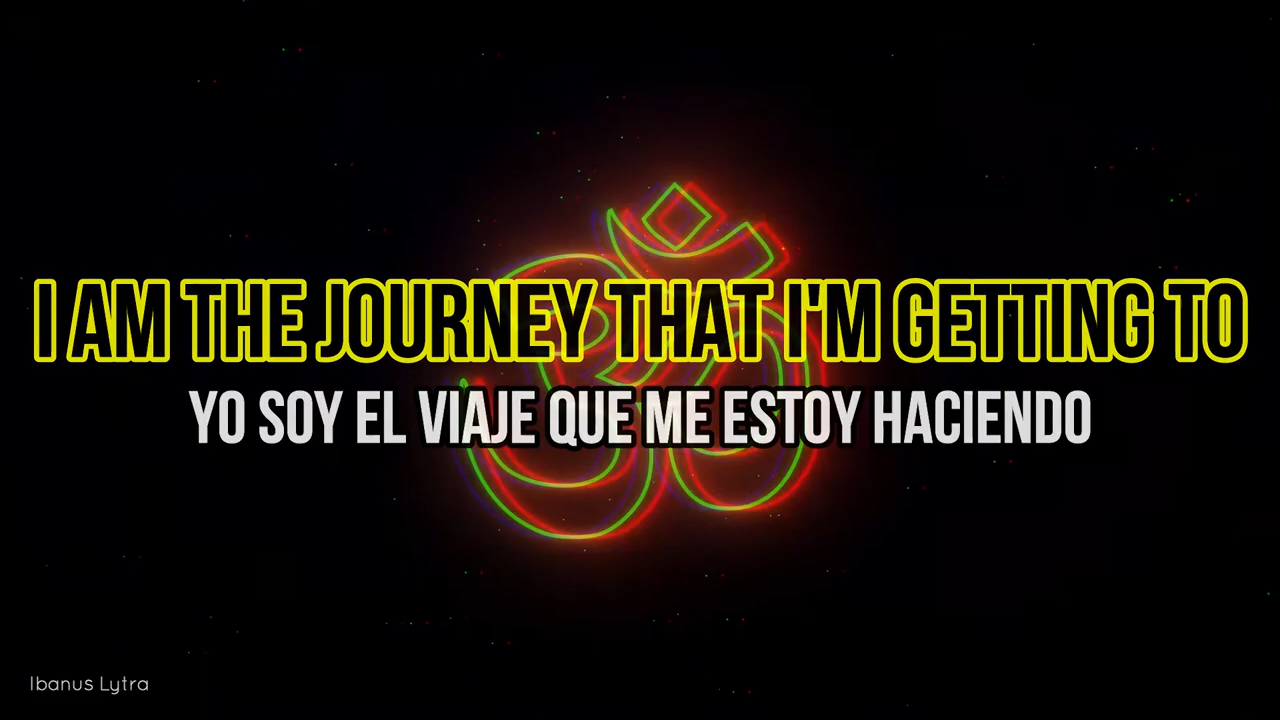 I AM THE JOURNEY THAT I'M GETTING TO
YO SOY EL VIAJE QUE ME ESTOY HACIENDO
Ibanus Lytra